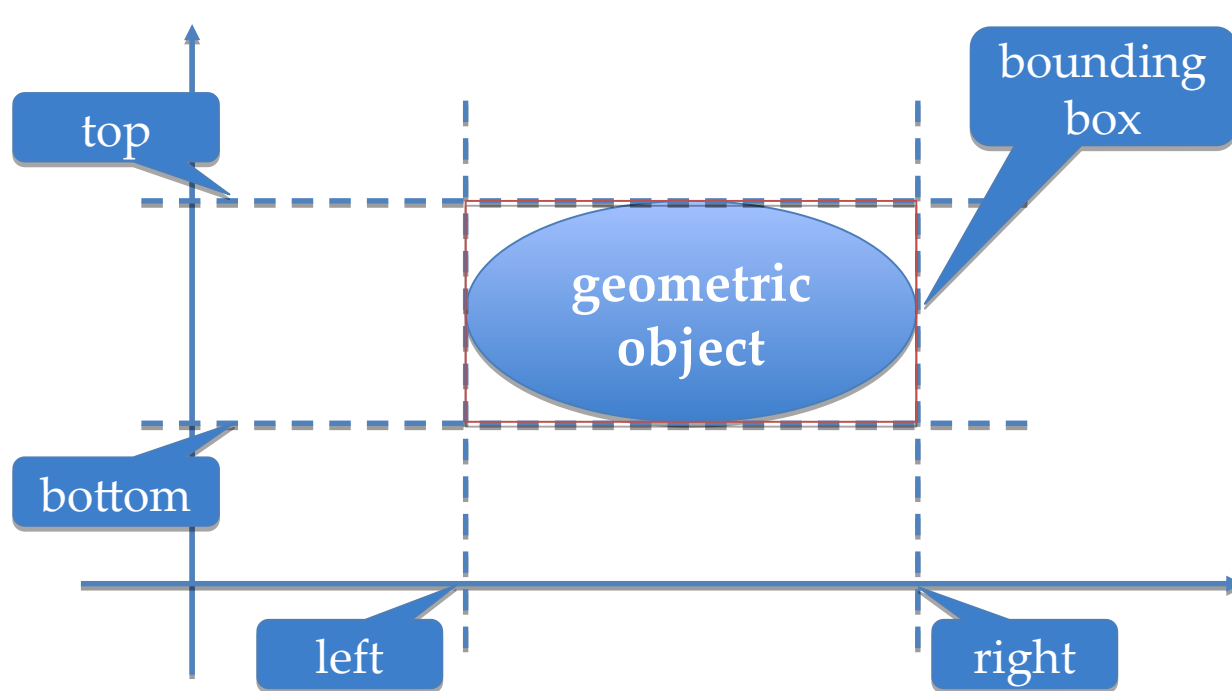 bounding
box
top
geometric
object
bottom
left
right